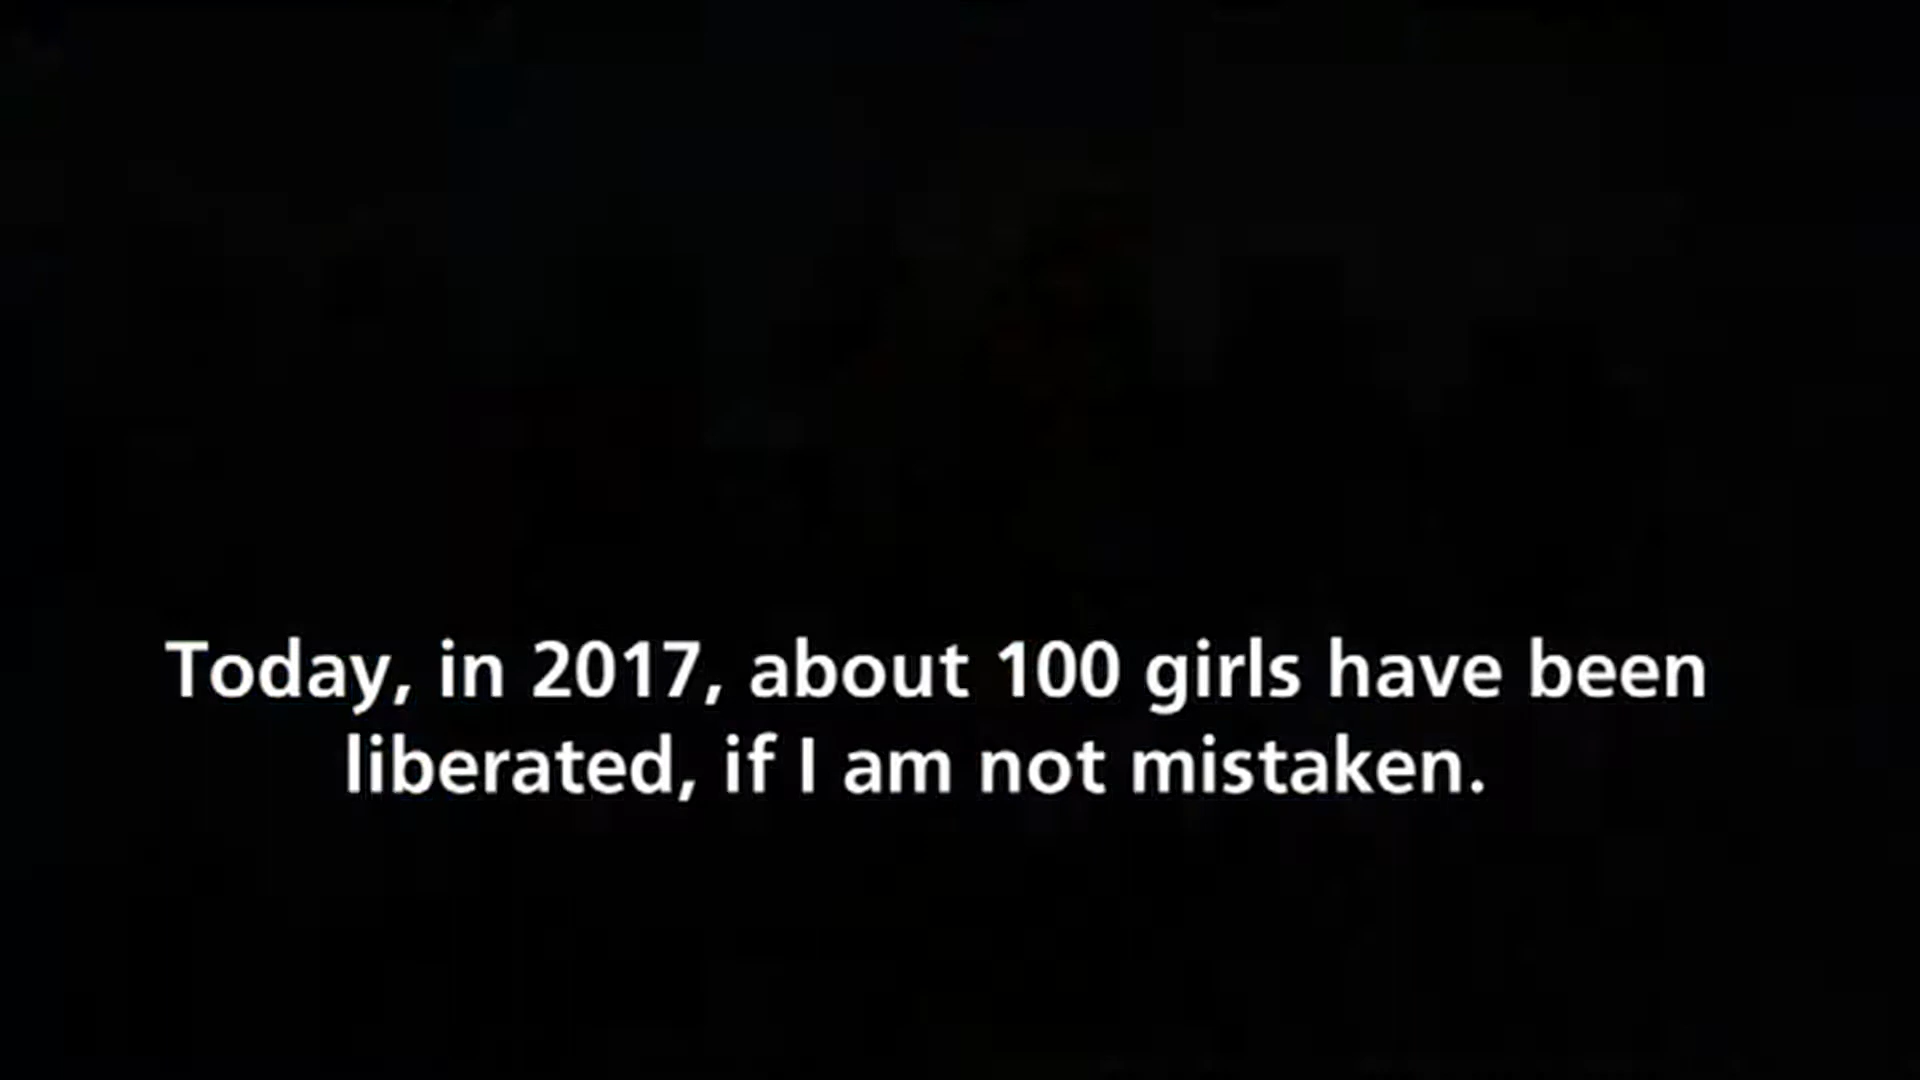 Today, in 2017, about 100 girls have been
liberated, if I am not mistaken.